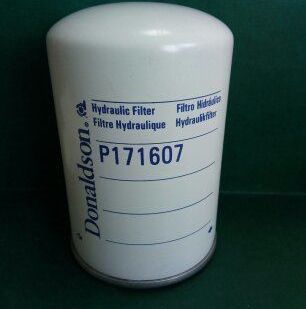 Donaldson®
Hydraulic Filter
Filtre Hydraulique
Filtro Hidráulico
Hydraulikfilter
P171607